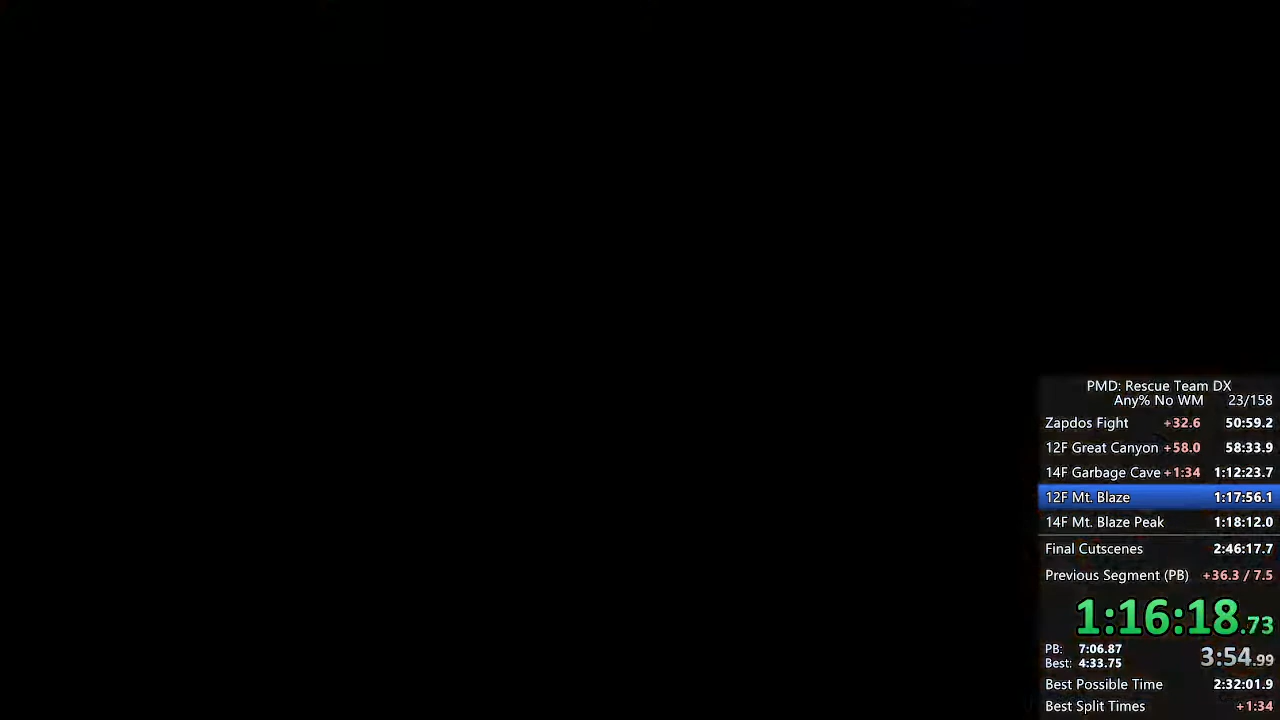 PMD: Rescue Team DX
Any% No WM 23/158
Zapdos Fight +32.6 50:59.2
12F Great Canyon +58.0 58:33.9
14F Garbage Cave +1:34 1:12:23.7
12F Mt. Blaze 1:17:56.1
14F Mt. Blaze Peak 1:18:12.0
Final Cutscenes 2:46:17.7
Previous Segment (PB) +36.3 / 7.5
1:16:18.73
PB: 7:06.87
Best: 4:33.75
3:54.99
Best Possible Time 2:32:01.9
Best Split Times +1:34